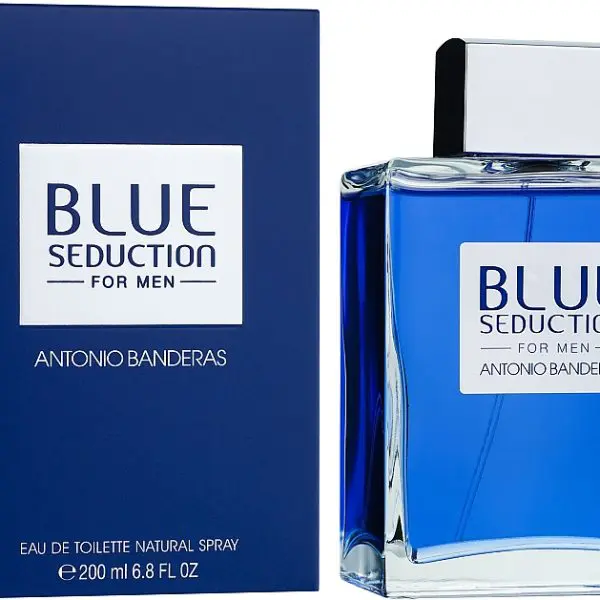 BLUE
SEDUCTION
FOR MEN
ANTONIO BANDERAS
EAU DE TOILETTE NATURAL SPRAY
℮ 200 ml 6.8 FL OZ
BLUE
SEDUCTION
FOR MEN
ANTONIO